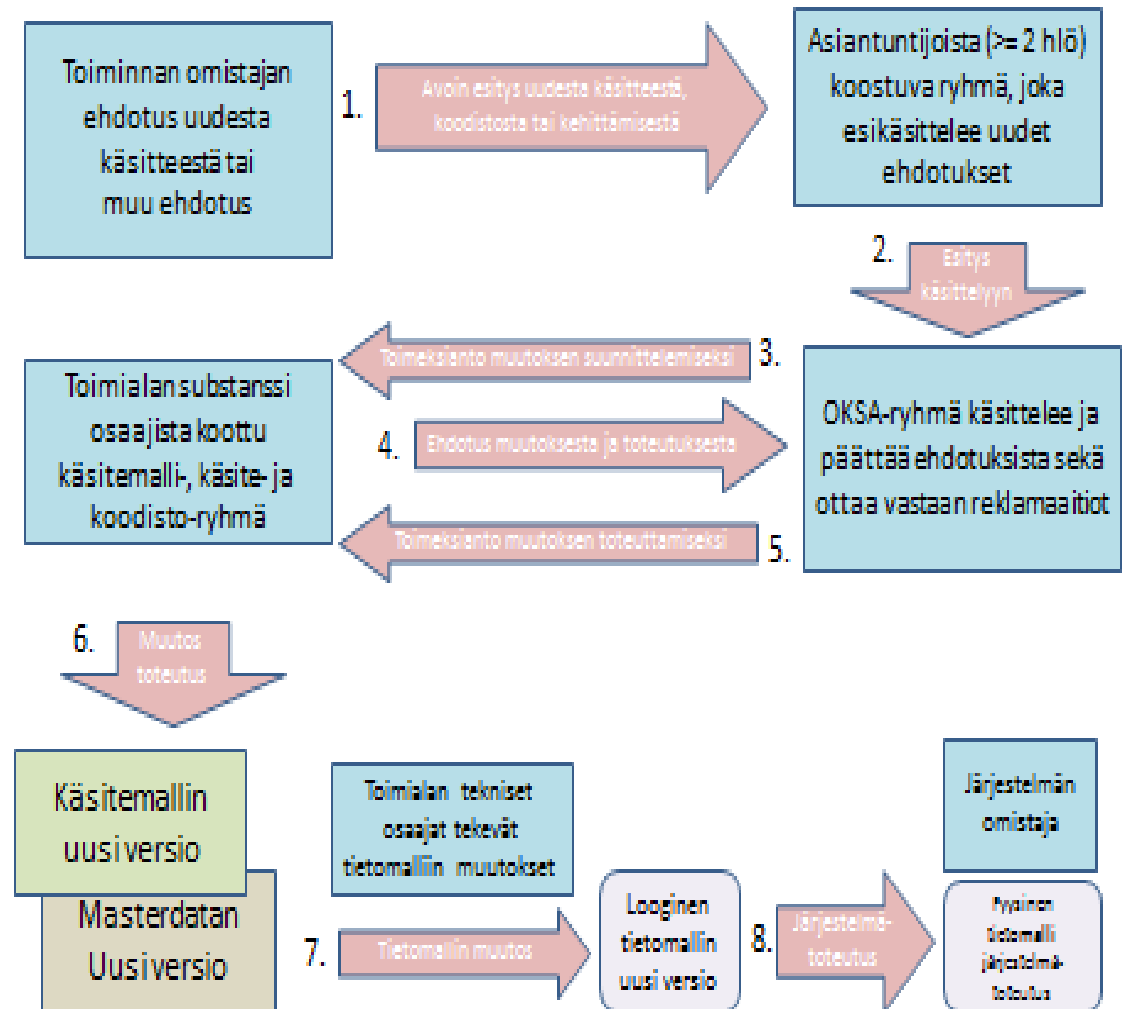 Toiminnan omistajan
ehdotus uudesta
käsitteestä tai
muu ehdotus
1.
Avoin esitys uudesta käsitteestä,
koodistosta tai kehittämisestä
Asiantuntijoista (>= 2 hlö)
koostuva ryhmä, joka
esikäsittelee uudet
ehdotukset
2.
Esitys
käsittelyyn
Toimeksianto muutoksen suunnittelemiseksi
3.
Toimialan substanssi
osaajista koottu
käsitemalli-, käsite- ja
koodisto-ryhmä
4.
Ehdotus muutoksesta ja toteutuksesta
OKSA-ryhmä käsittelee ja
päättää ehdotuksista sekä
ottaa vastaan reklamaaitiot
Toimeksianto muutoksen toteuttamiseksi
5.
6.
Muutos
toteutus
Käsitemallin
uusi versio
Masterdatan
Uusi versio
Toimialan tekniset
osaajat tekevät
tietomalliin muutokset
7.
Tietomallin muutos
Looginen
tietomallin
uusi versio
8.
Järjestelmä-
toteutus
Järjestelmän
omistaja
Fyysinen
tietomalli
järjestelmä-
toteutus